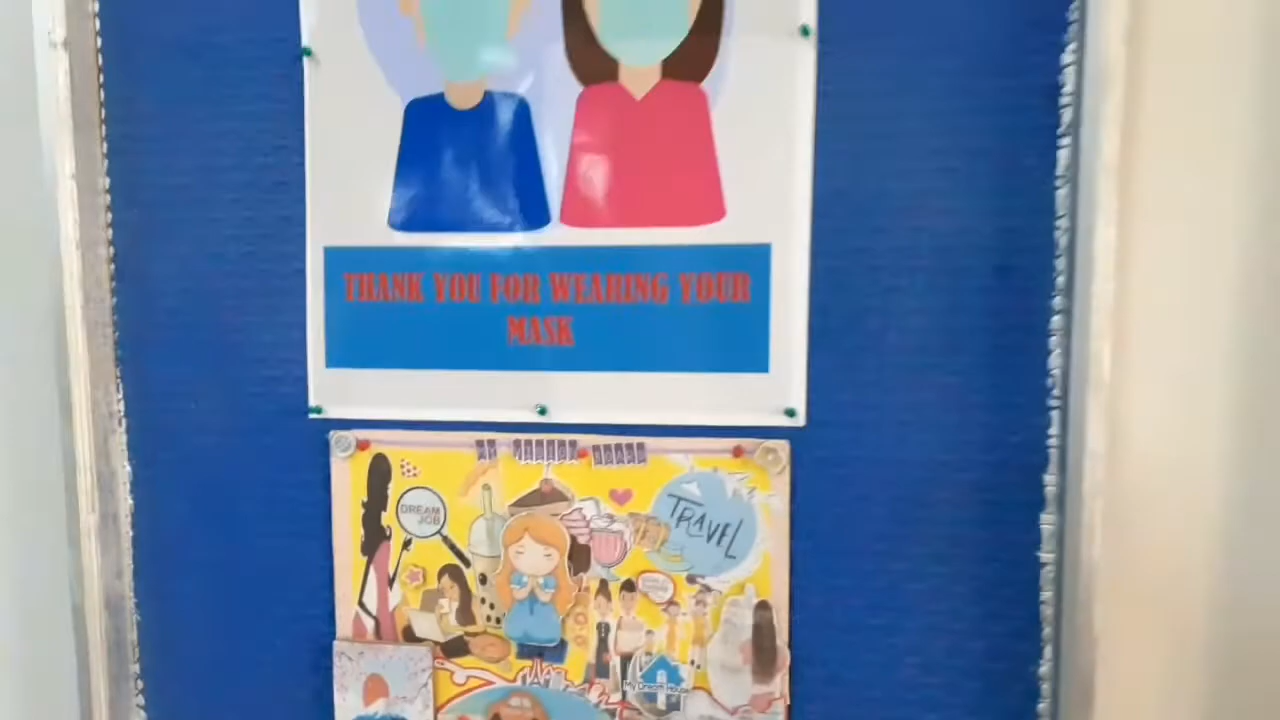 THANK YOU FOR WEARING YOUR
MASK
DREAM
JOB
TRAVEL
My Dream House